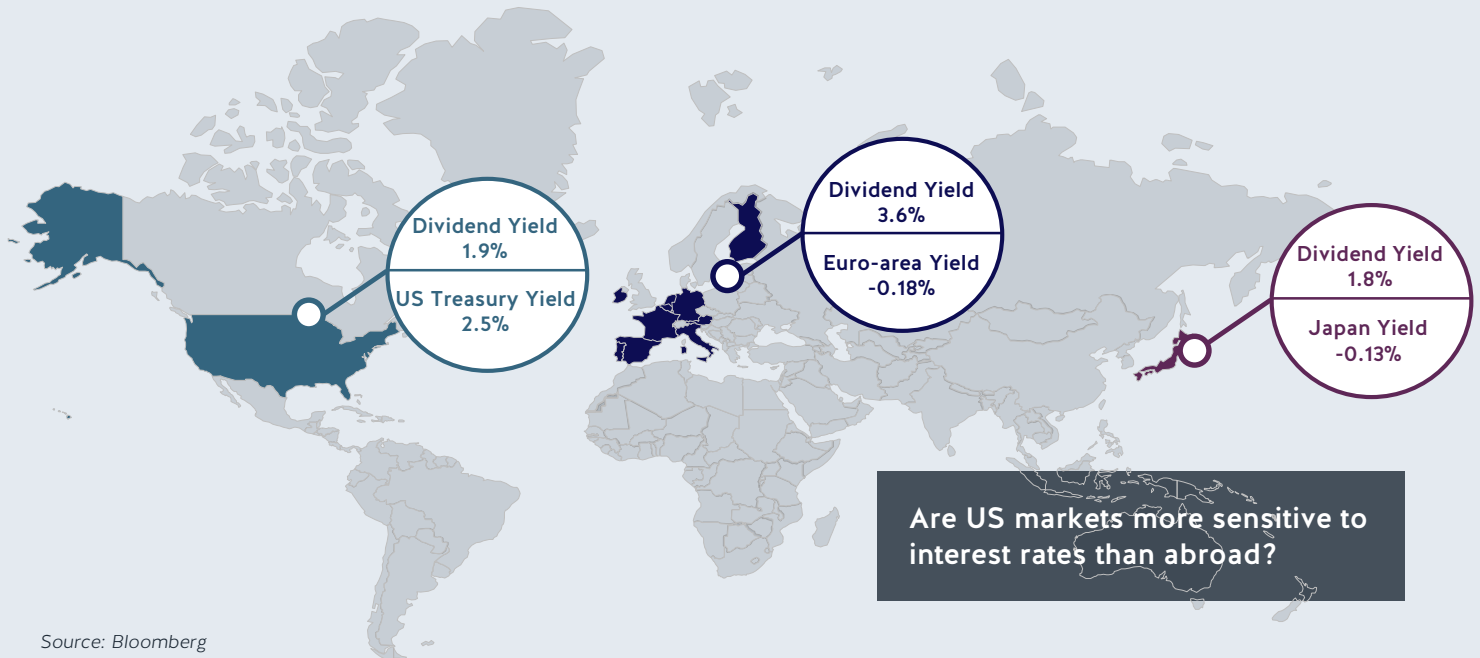 Dividend Yield
1.9%
US Treasury Yield
2.5%
Dividend Yield
3.6%
Euro-area Yield
-0.18%
Dividend Yield
1.8%
Japan Yield
-0.13%
Are US markets more sensitive to
interest rates than abroad?
Source: Bloomberg